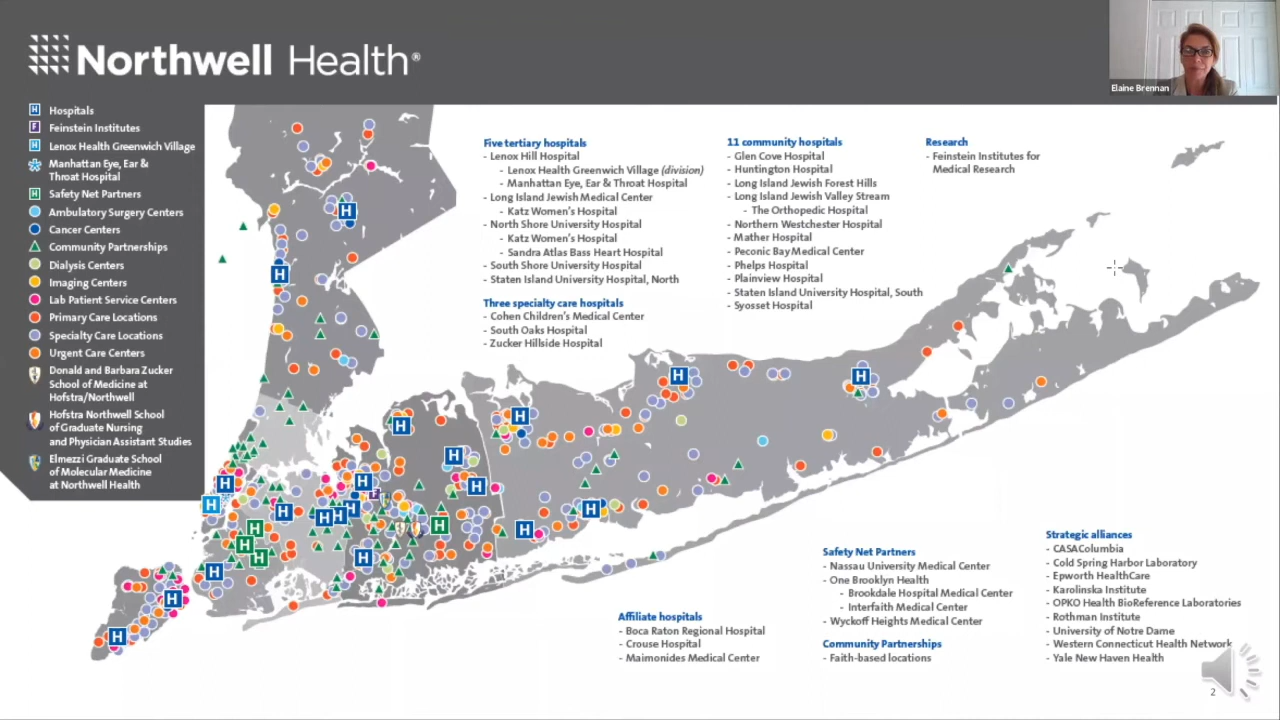 Northwell Health®
Elaine Brennan
Hospitals
Feinstein Institutes
Lenox Health Greenwich Village
Manhattan Eye, Ear &
Throat Hospital
Safety Net Partners
Ambulatory Surgery Centers
Cancer Centers
Community Partnerships
Dialysis Centers
Imaging Centers
Lab Patient Service Centers
Primary Care Locations
Specialty Care Locations
Urgent Care Centers
Donald and Barbara Zucker
School of Medicine at
Hofstra/Northwell
Hofstra Northwell School
of Graduate Nursing
and Physician Assistant Studies
Elmezzi Graduate School
of Molecular Medicine
at Northwell Health
Five tertiary hospitals
- Lenox Hill Hospital
- Lenox Health Greenwich Village (division)
- Manhattan Eye, Ear & Throat Hospital
- Long Island Jewish Medical Center
- Katz Women's Hospital
- North Shore University Hospital
- Katz Women's Hospital
- Sandra Atlas Bass Heart Hospital
- South Shore University Hospital
- Staten Island University Hospital, North
Three specialty care hospitals
- Cohen Children's Medical Center
- South Oaks Hospital
- Zucker Hillside Hospital
11 community hospitals
- Glen Cove Hospital
- Huntington Hospital
- Long Island Jewish Forest Hills
- Long Island Jewish Valley Stream
- The Orthopedic Hospital
- Northern Westchester Hospital
- Mather Hospital
- Peconic Bay Medical Center
- Phelps Hospital
- Plainview Hospital
- Staten Island University Hospital, South
- Syosset Hospital
Research
- Feinstein Institutes for
Medical Research
Affiliate hospitals
- Boca Raton Regional Hospital
- Crouse Hospital
- Maimonides Medical Center
Safety Net Partners
- Nassau University Medical Center
- One Brooklyn Health
- Brookdale Hospital Medical Center
- Interfaith Medical Center
- Wyckoff Heights Medical Center
Community Partnerships
- Faith-based locations
Strategic alliances
- CASAColumbia
- Cold Spring Harbor Laboratory
- Epworth HealthCare
- Karolinska Institute
- OPKO Health BioReference Laboratories
- Rothman Institute
- University of Notre Dame
- Western Connecticut Health Network
- Yale New Haven Health
2